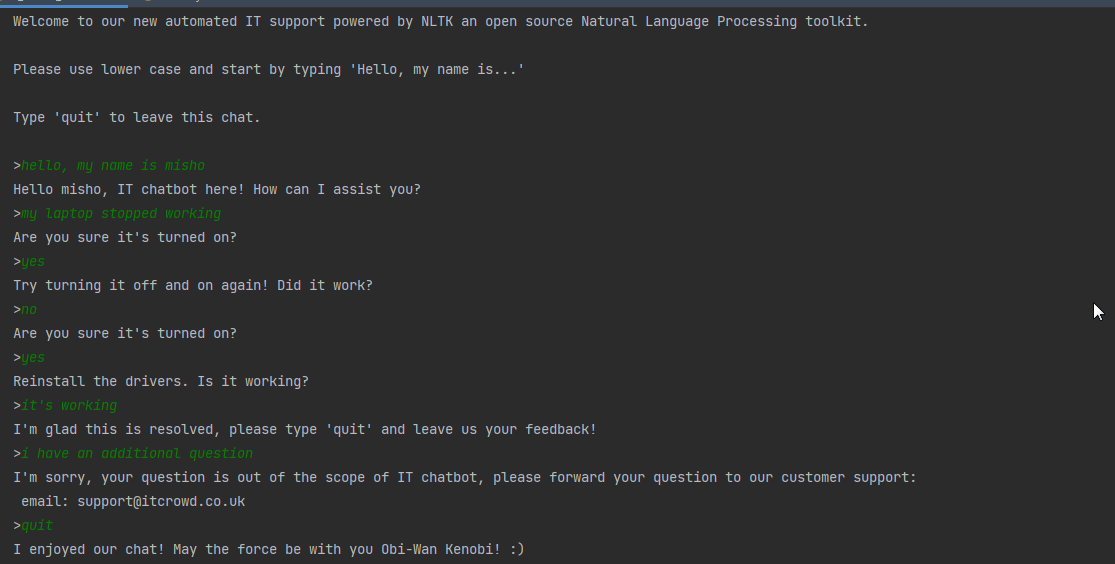 Welcome to our new automated IT support powered by NLTK an open source Natural Language Processing toolkit.
Please use lower case and start by typing 'Hello, my name is...'
Type 'quit' to leave this chat.
>hello, my name is misho
Hello misho, IT chatbot here! How can I assist you?
>my laptop stopped working
Are you sure it's turned on?
>yes
Try turning it off and on again! Did it work?
>no
Are you sure it's turned on?
>yes
Reinstall the drivers. Is it working?
>it's working
I'm glad this is resolved, please type 'quit' and leave us your feedback!
>i have an additional question
I'm sorry, your question is out of the scope of IT chatbot, please forward your question to our customer support:
 email: support@itcrowd.co.uk
>quit
I enjoyed our chat! May the force be with you Obi-Wan Kenobi! :)